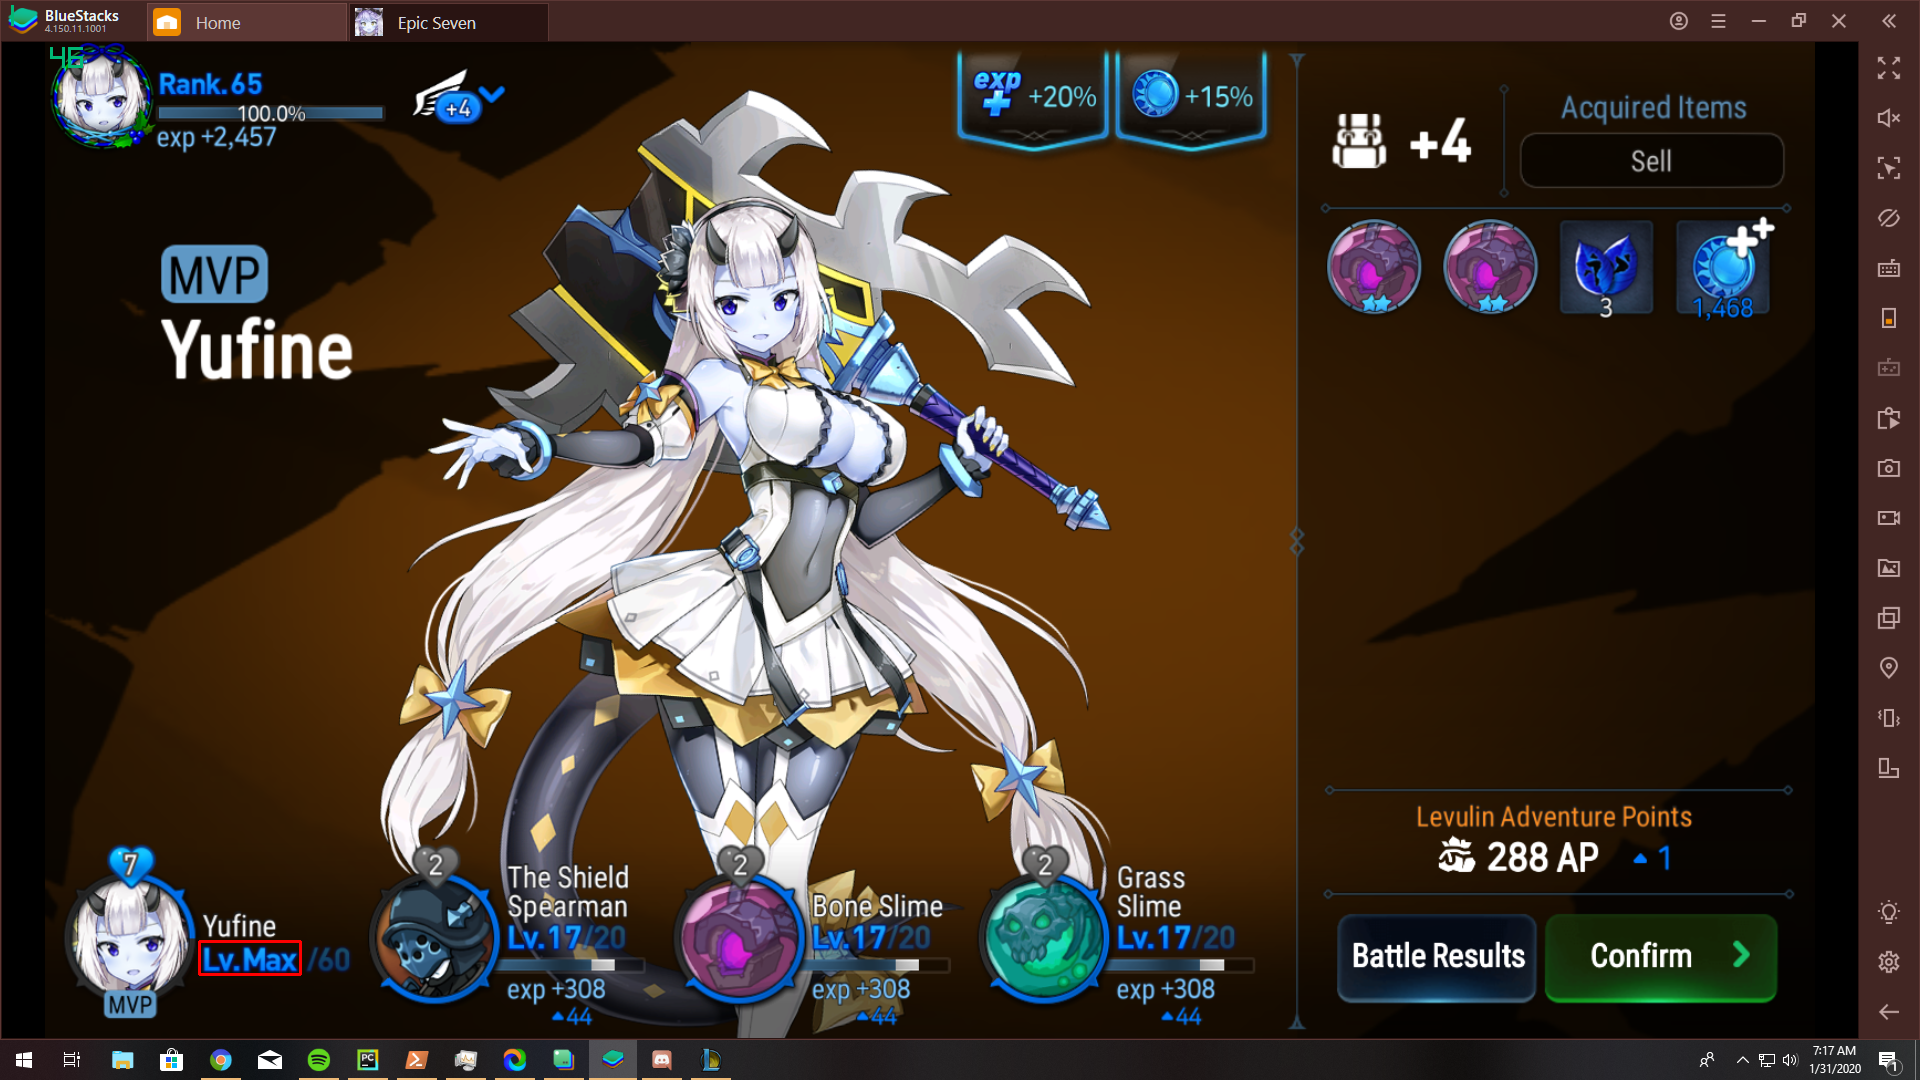 BlueStacks
4.150.11.1001
Home
Epic Seven
46
Rank.65
100.0%
exp +2,457
+4
exp +20%
+15%
+4
Acquired Items
Sell
3
1,468
MVP
Yufine
Levulin Adventure Points
288 AP 1
7
Yufine
Lv.Max /60
MVP
2
The Shield
Spearman
Lv.17/20
exp +308
44
2
Bone Slime
Lv.17/20
exp +308
44
2
Grass
Slime
Lv.17/20
exp +308
44
Battle Results
Confirm
PC
7:17 AM
1/31/2020
1